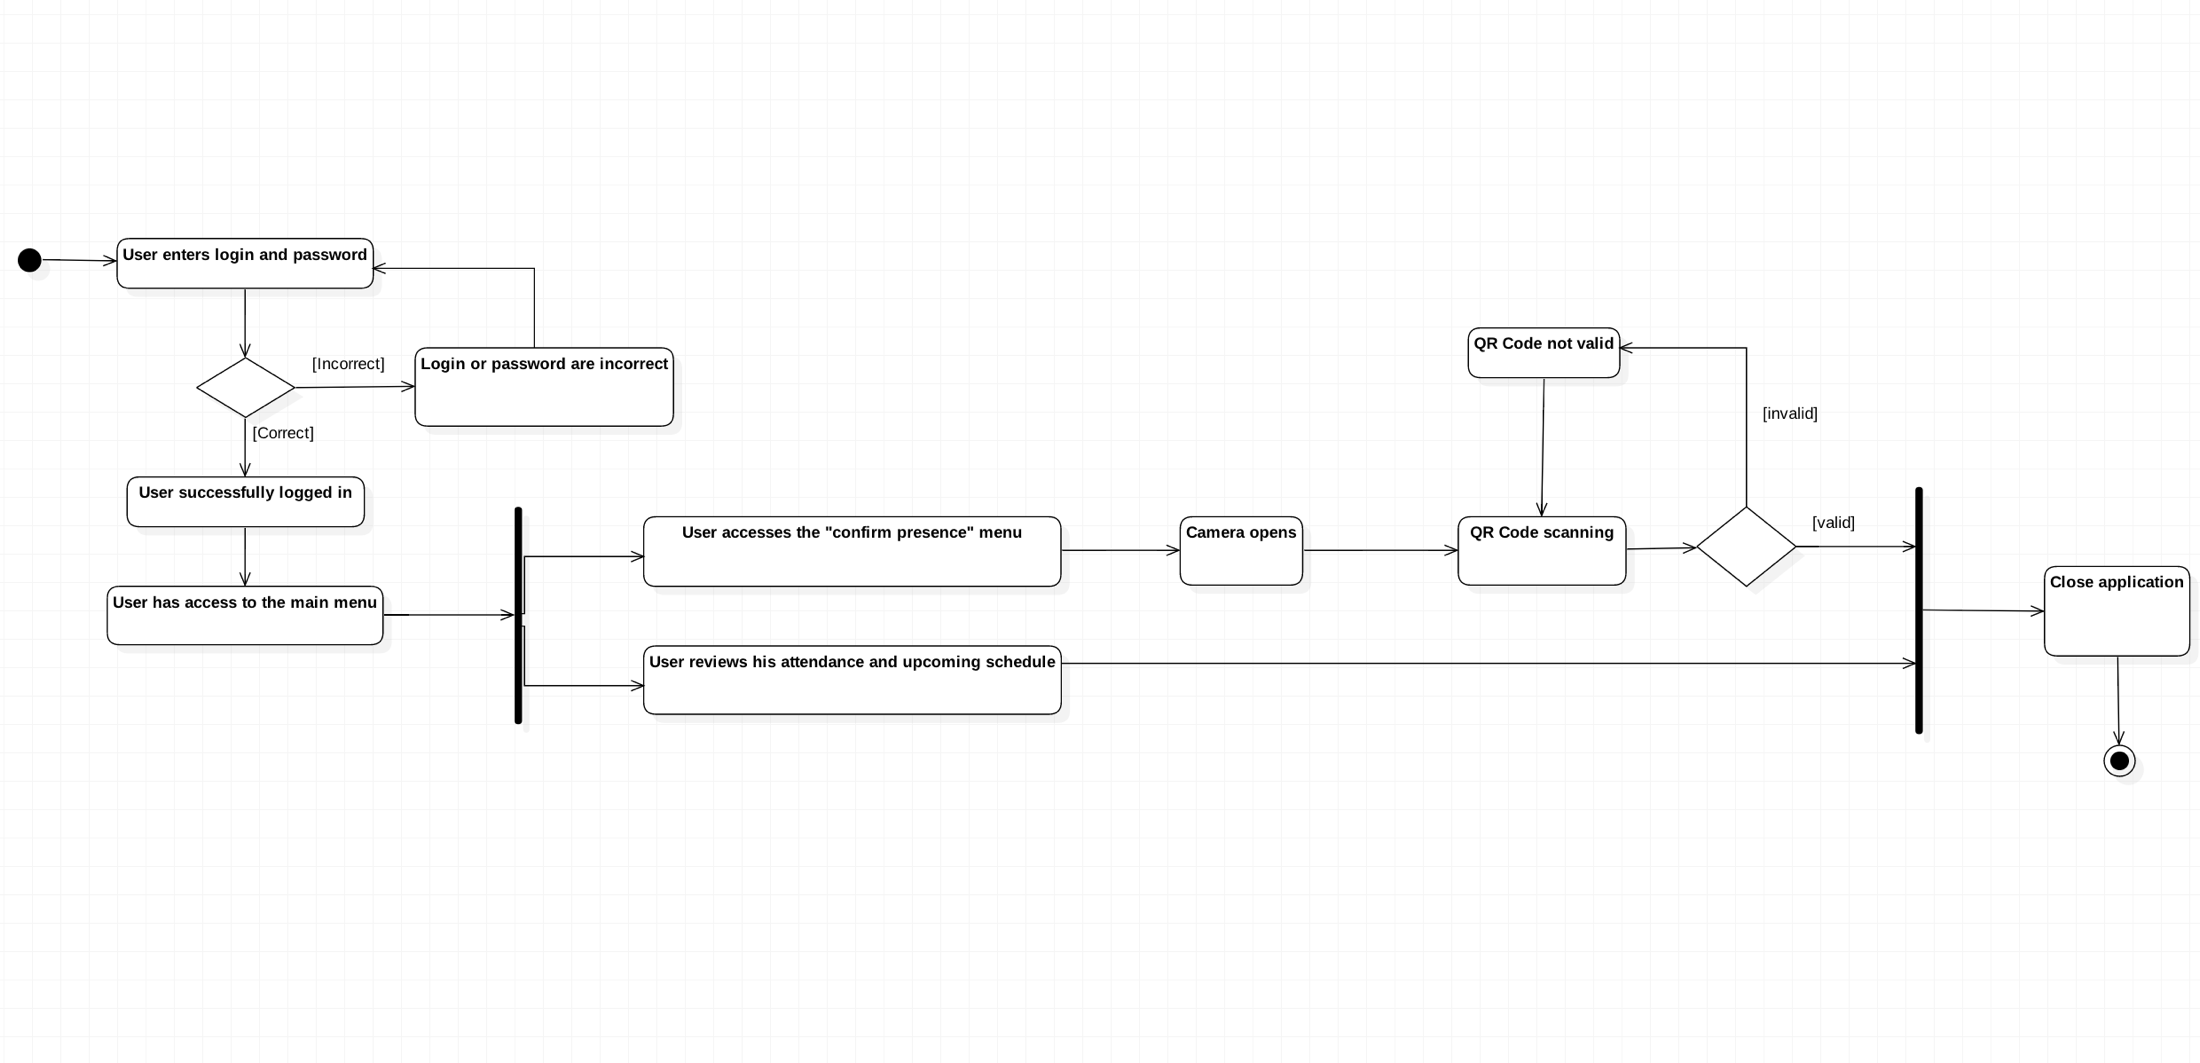 User enters login and password
[Incorrect]
Login or password are incorrect
[Correct]
User successfully logged in
User has access to the main menu
User accesses the "confirm presence" menu
Camera opens
QR Code scanning
QR Code not valid
[invalid]
[valid]
User reviews his attendance and upcoming schedule
Close application